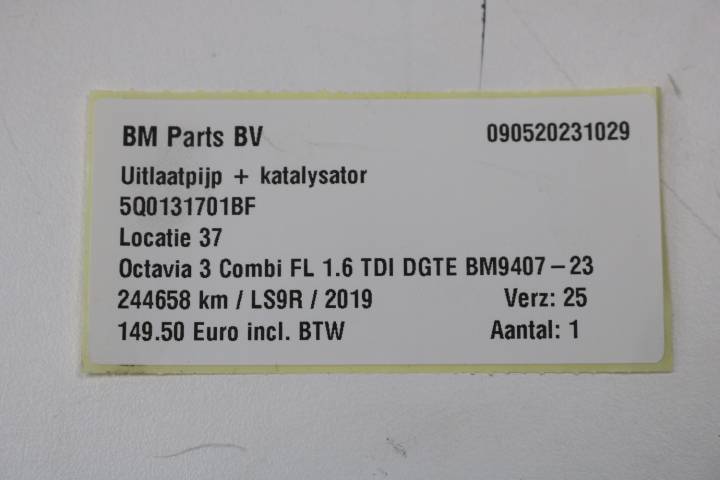 BM Parts BV 090520231029
Uitlaatpijp + katalysator
5Q0131701BF
Locatie 37
Octavia 3 Combi FL 1.6 TDI DGTE BM9407-23
244658 km / LS9R / 2019 Verz: 25
149.50 Euro incl. BTW Aantal: 1